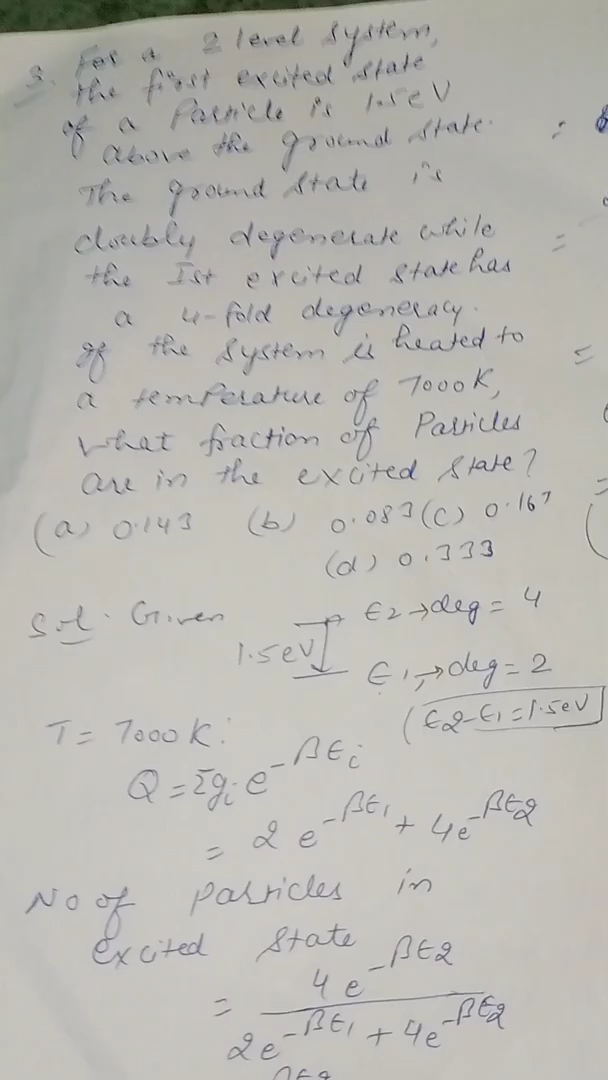 3. For a 2 level system,
the first excited state
of a Particle is 1.5eV
above the ground state.
The ground state is
doubly degenerate while
the Ist excited state has
a 4-fold degeneracy.
If the system is heated to
a temperature of 7000K,
what fraction of Particles
are in the excited state?
(a) 0.143 (b) 0.083 (c) 0.167
(d) 0.333
Sol. Given
ϵ2→deg = 4
1.5eV
ϵ1,→deg = 2
(ϵ2-ϵ1 = 1.5eV
T = 7000K:
Q = Σgi e^-βϵi
= 2e^-βϵ1 + 4e^-βϵ2
No of particles in
excited state
= 4e^-βϵ2
2e^-βϵ1 + 4e^-βϵ2